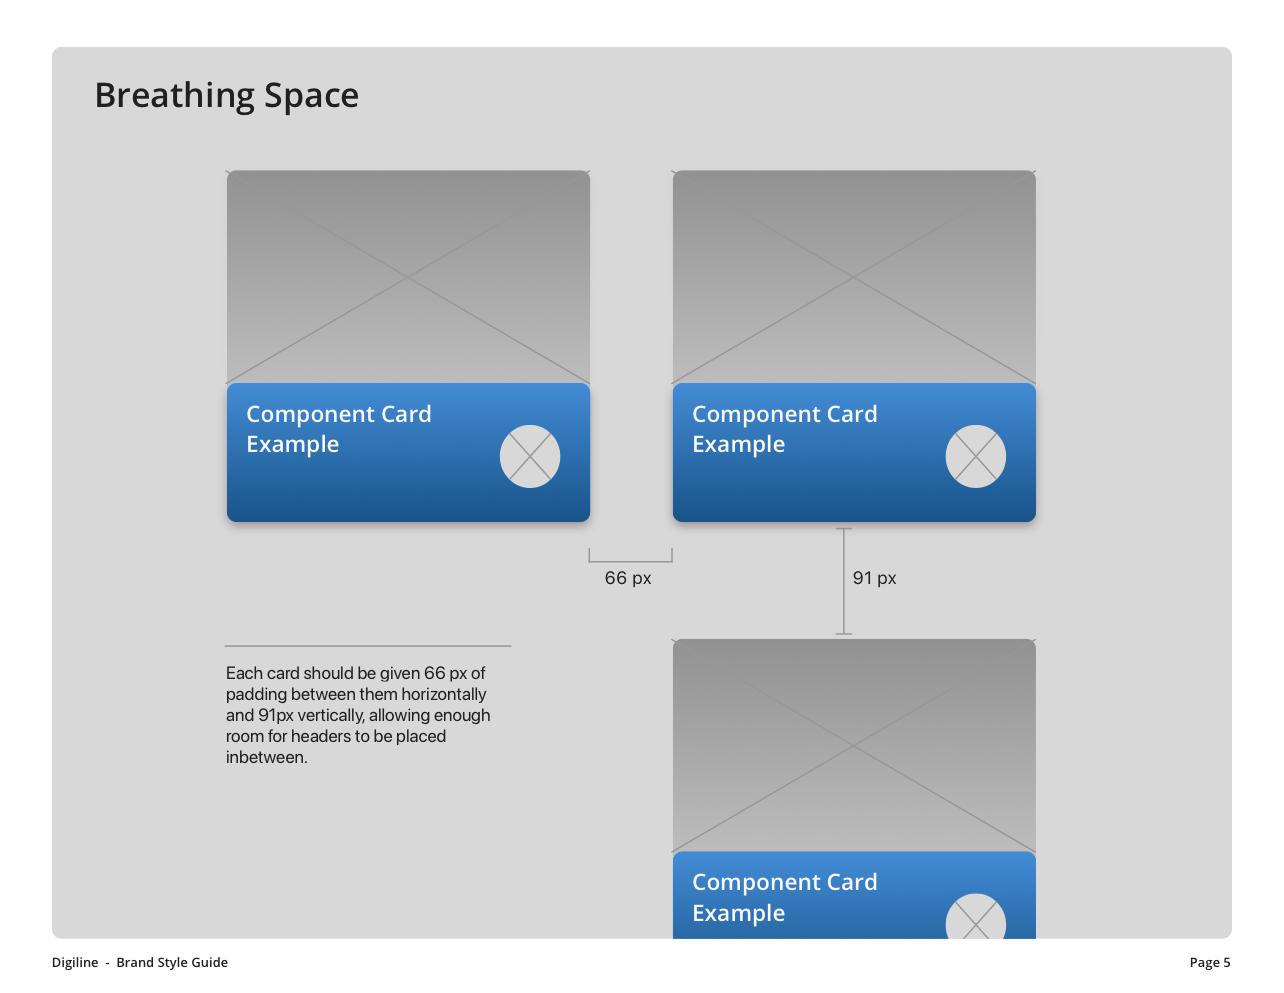 Breathing Space
Component Card
Example
Component Card
Example
66 px
91 px
Each card should be given 66 px of
padding between them horizontally
and 91px vertically, allowing enough
room for headers to be placed
inbetween.
Component Card
Example
Digiline - Brand Style Guide
Page 5